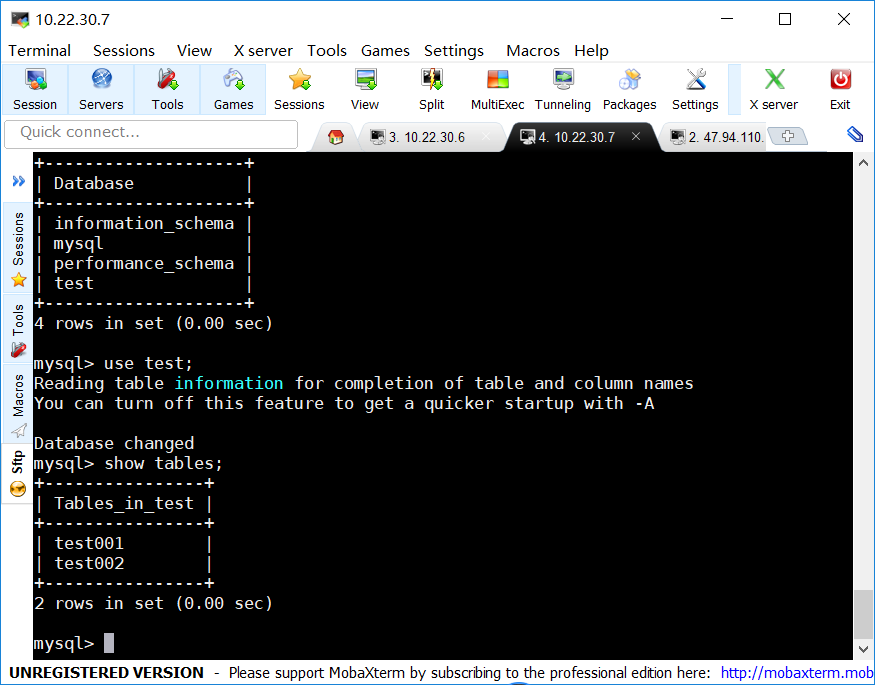 10.22.30.7
Terminal Sessions View X server Tools Games Settings Macros Help
Session Servers Tools Games Sessions View Split MultiExec Tunneling Packages Settings X server Exit
Quick connect... 3. 10.22.30.6 4. 10.22.30.7 2. 47.94.110.
Sessions
Tools
Macros
Sftp
+--------------------+
| Database           |
+--------------------+
| information_schema |
| mysql              |
| performance_schema |
| test               |
+--------------------+
4 rows in set (0.00 sec)
mysql> use test;
Reading table information for completion of table and column names
You can turn off this feature to get a quicker startup with -A
Database changed
mysql> show tables;
+----------------+
| Tables_in_test |
+----------------+
| test001        |
| test002        |
+----------------+
2 rows in set (0.00 sec)
mysql>
UNREGISTERED VERSION - Please support MobaXterm by subscribing to the professional edition here: http://mobaxterm.mob